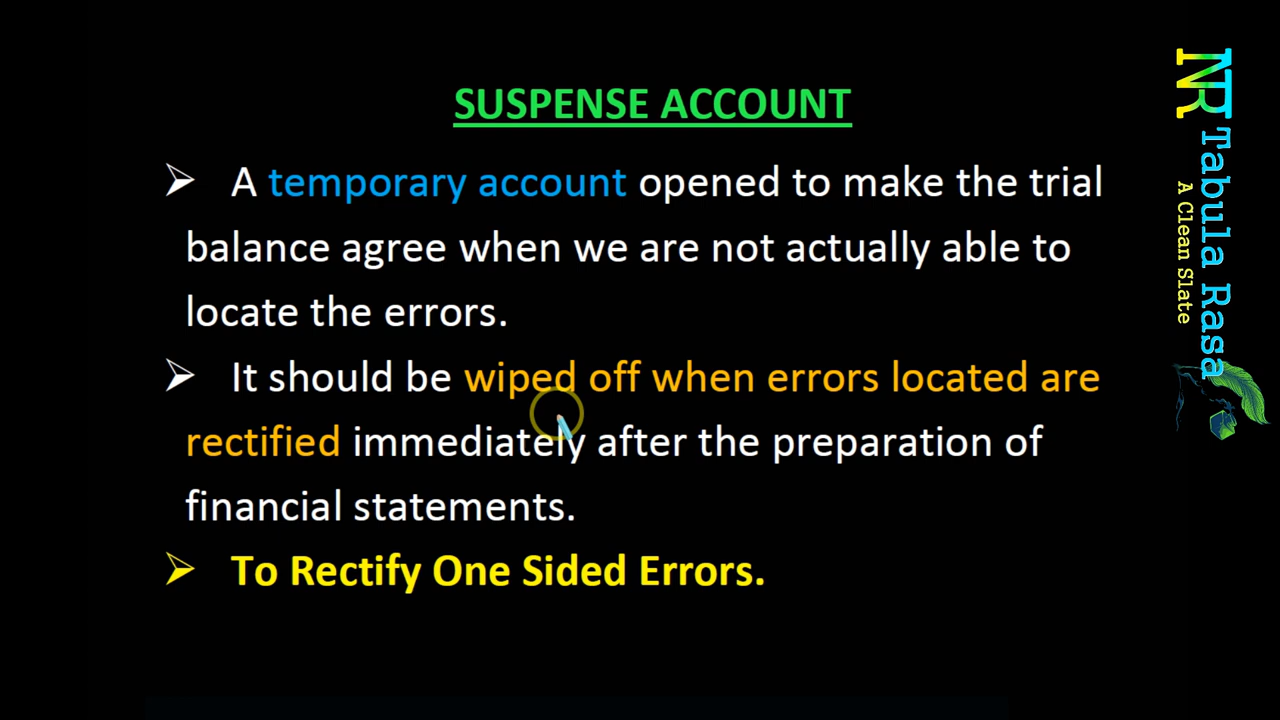 SUSPENSE ACCOUNT
➢ A temporary account opened to make the trial
balance agree when we are not actually able to
locate the errors.
➢ It should be wiped off when errors located are
rectified immediately after the preparation of
financial statements.
➢ To Rectify One Sided Errors.
NR
Tabula Rasa
A Clean Slate